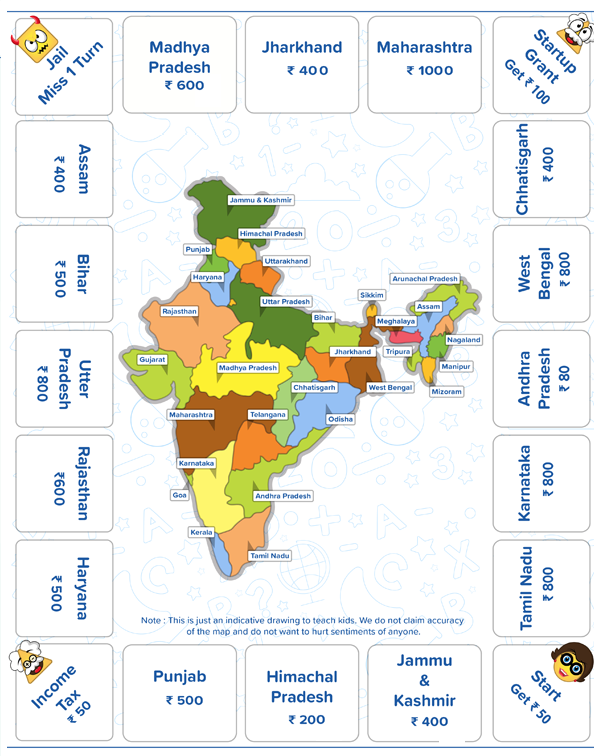 Jail
Miss 1 Turn
Madhya
Pradesh
₹ 600
Jharkhand
₹ 400
Maharashtra
₹ 1000
Startup
Grant
Get ₹ 100
Assam
₹ 400
Bihar
₹ 500
Utter
Pradesh
₹ 800
Rajasthan
₹600
Haryana
₹ 500
Chhatisgarh
₹ 400
West
Bengal
₹ 800
Andhra
Pradesh
₹ 80
Karnataka
₹ 800
Tamil Nadu
₹ 800
Jammu & Kashmir
Himachal Pradesh
Punjab
Uttarakhand
Haryana
Arunachal Pradesh
Sikkim
Uttar Pradesh
Assam
Rajasthan
Bihar
Meghalaya
Nagaland
Jharkhand
Tripura
Gujarat
Madhya Pradesh
Manipur
Chhatisgarh
West Bengal
Mizoram
Maharashtra
Telangana
Odisha
Karnataka
Goa
Andhra Pradesh
Kerala
Tamil Nadu
Note : This is just an indicative drawing to teach kids. We do not claim accuracy
of the map and do not want to hurt sentiments of anyone.
Income
Tax
₹ 50
Punjab
₹ 500
Himachal
Pradesh
₹ 200
Jammu
&
Kashmir
₹ 400
Start
Get ₹ 50